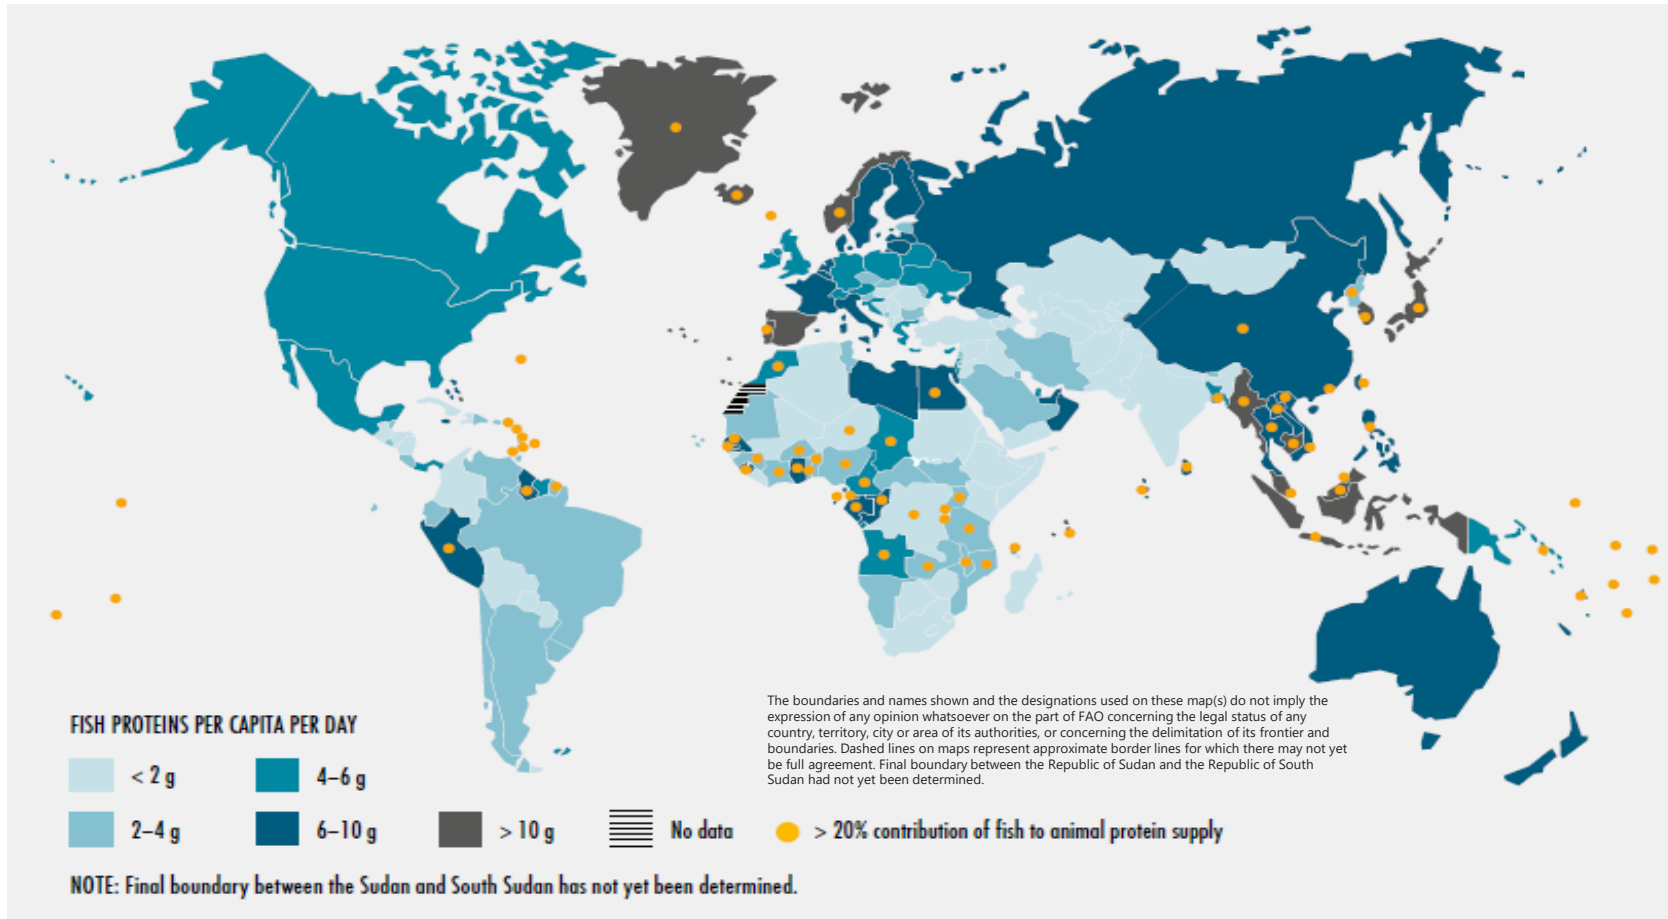 The boundaries and names shown and the designations used on these map(s) do not imply the
expression of any opinion whatsoever on the part of FAO concerning the legal status of any
country, territory, city or area of its authorities, or concerning the delimitation of its frontier and
boundaries. Dashed lines on maps represent approximate border lines for which there may not yet
be full agreement. Final boundary between the Republic of Sudan and the Republic of South
Sudan had not yet been determined.
FISH PROTEINS PER CAPITA PER DAY
< 2 g
4–6 g
2–4 g
6–10 g
> 10 g
No data
> 20% contribution of fish to animal protein supply
NOTE: Final boundary between the Sudan and South Sudan has not yet been determined.